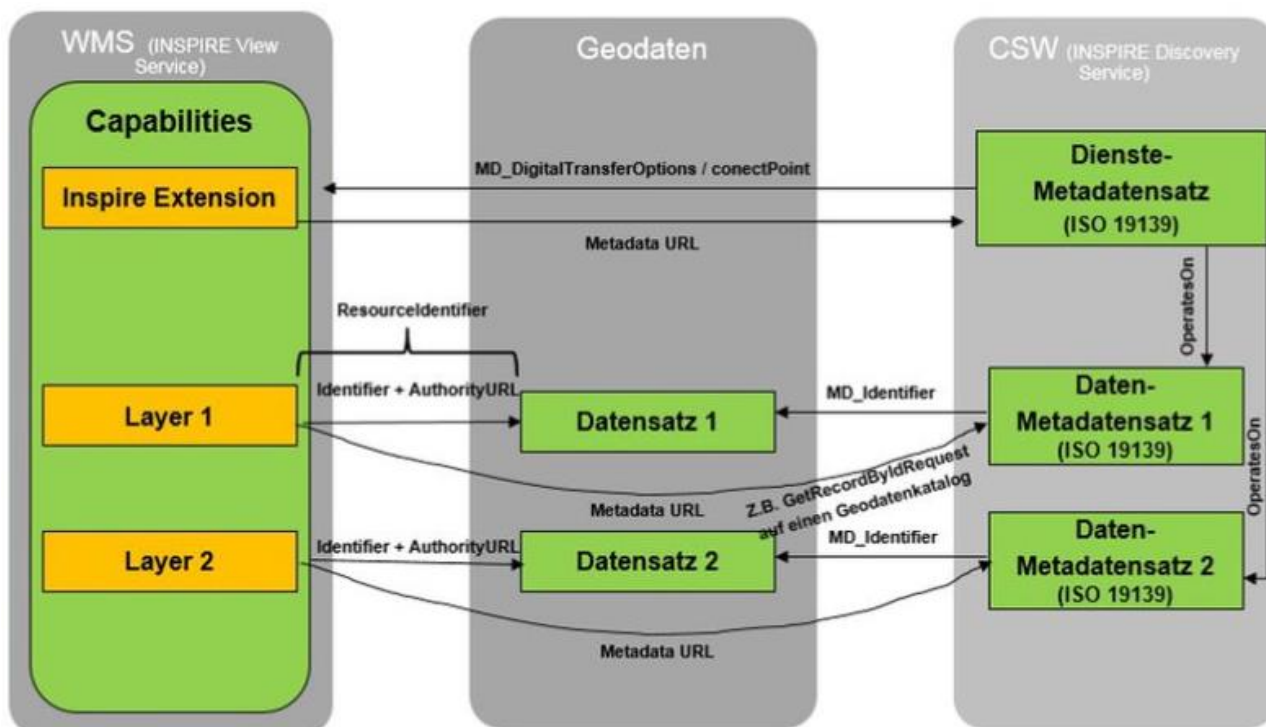 WMS (INSPIRE View
Service)
Geodaten
CSW (INSPIRE Discovery
Service)
Capabilities
Inspire Extension
MD_DigitalTransferOptions / conectPoint
Metadata URL
Dienste-
Metadatensatz
(ISO 19139)
OperatesOn
OperatesOn
ResourceIdentifier
Identifier + AuthorityURL
Layer 1
Datensatz 1
MD_Identifier
Daten-
Metadatensatz 1
(ISO 19139)
Metadata URL
Z.B. GetRecordByIdRequest
auf einen Geodatenkatalog
Identifier + AuthorityURL
Layer 2
Datensatz 2
MD_Identifier
Daten-
Metadatensatz 2
(ISO 19139)
Metadata URL